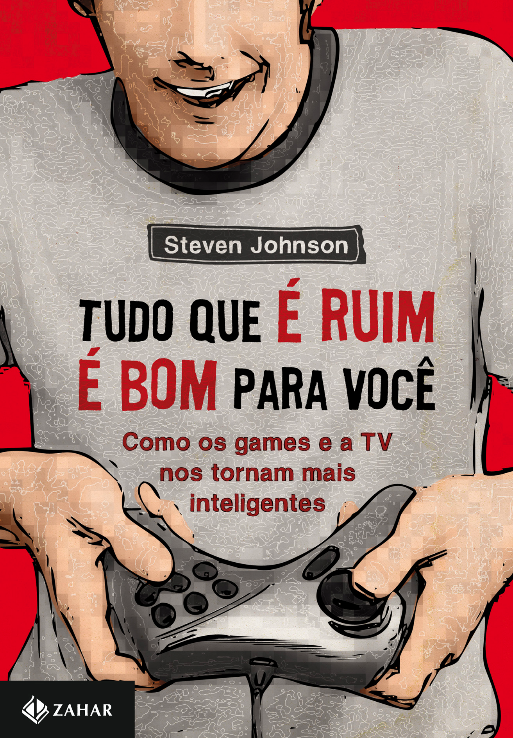 Steven Johnson
TUDO QUE É RUIM
É BOM PARA VOCÊ
Como os games e a TV
nos tornam mais
inteligentes
ZAHAR